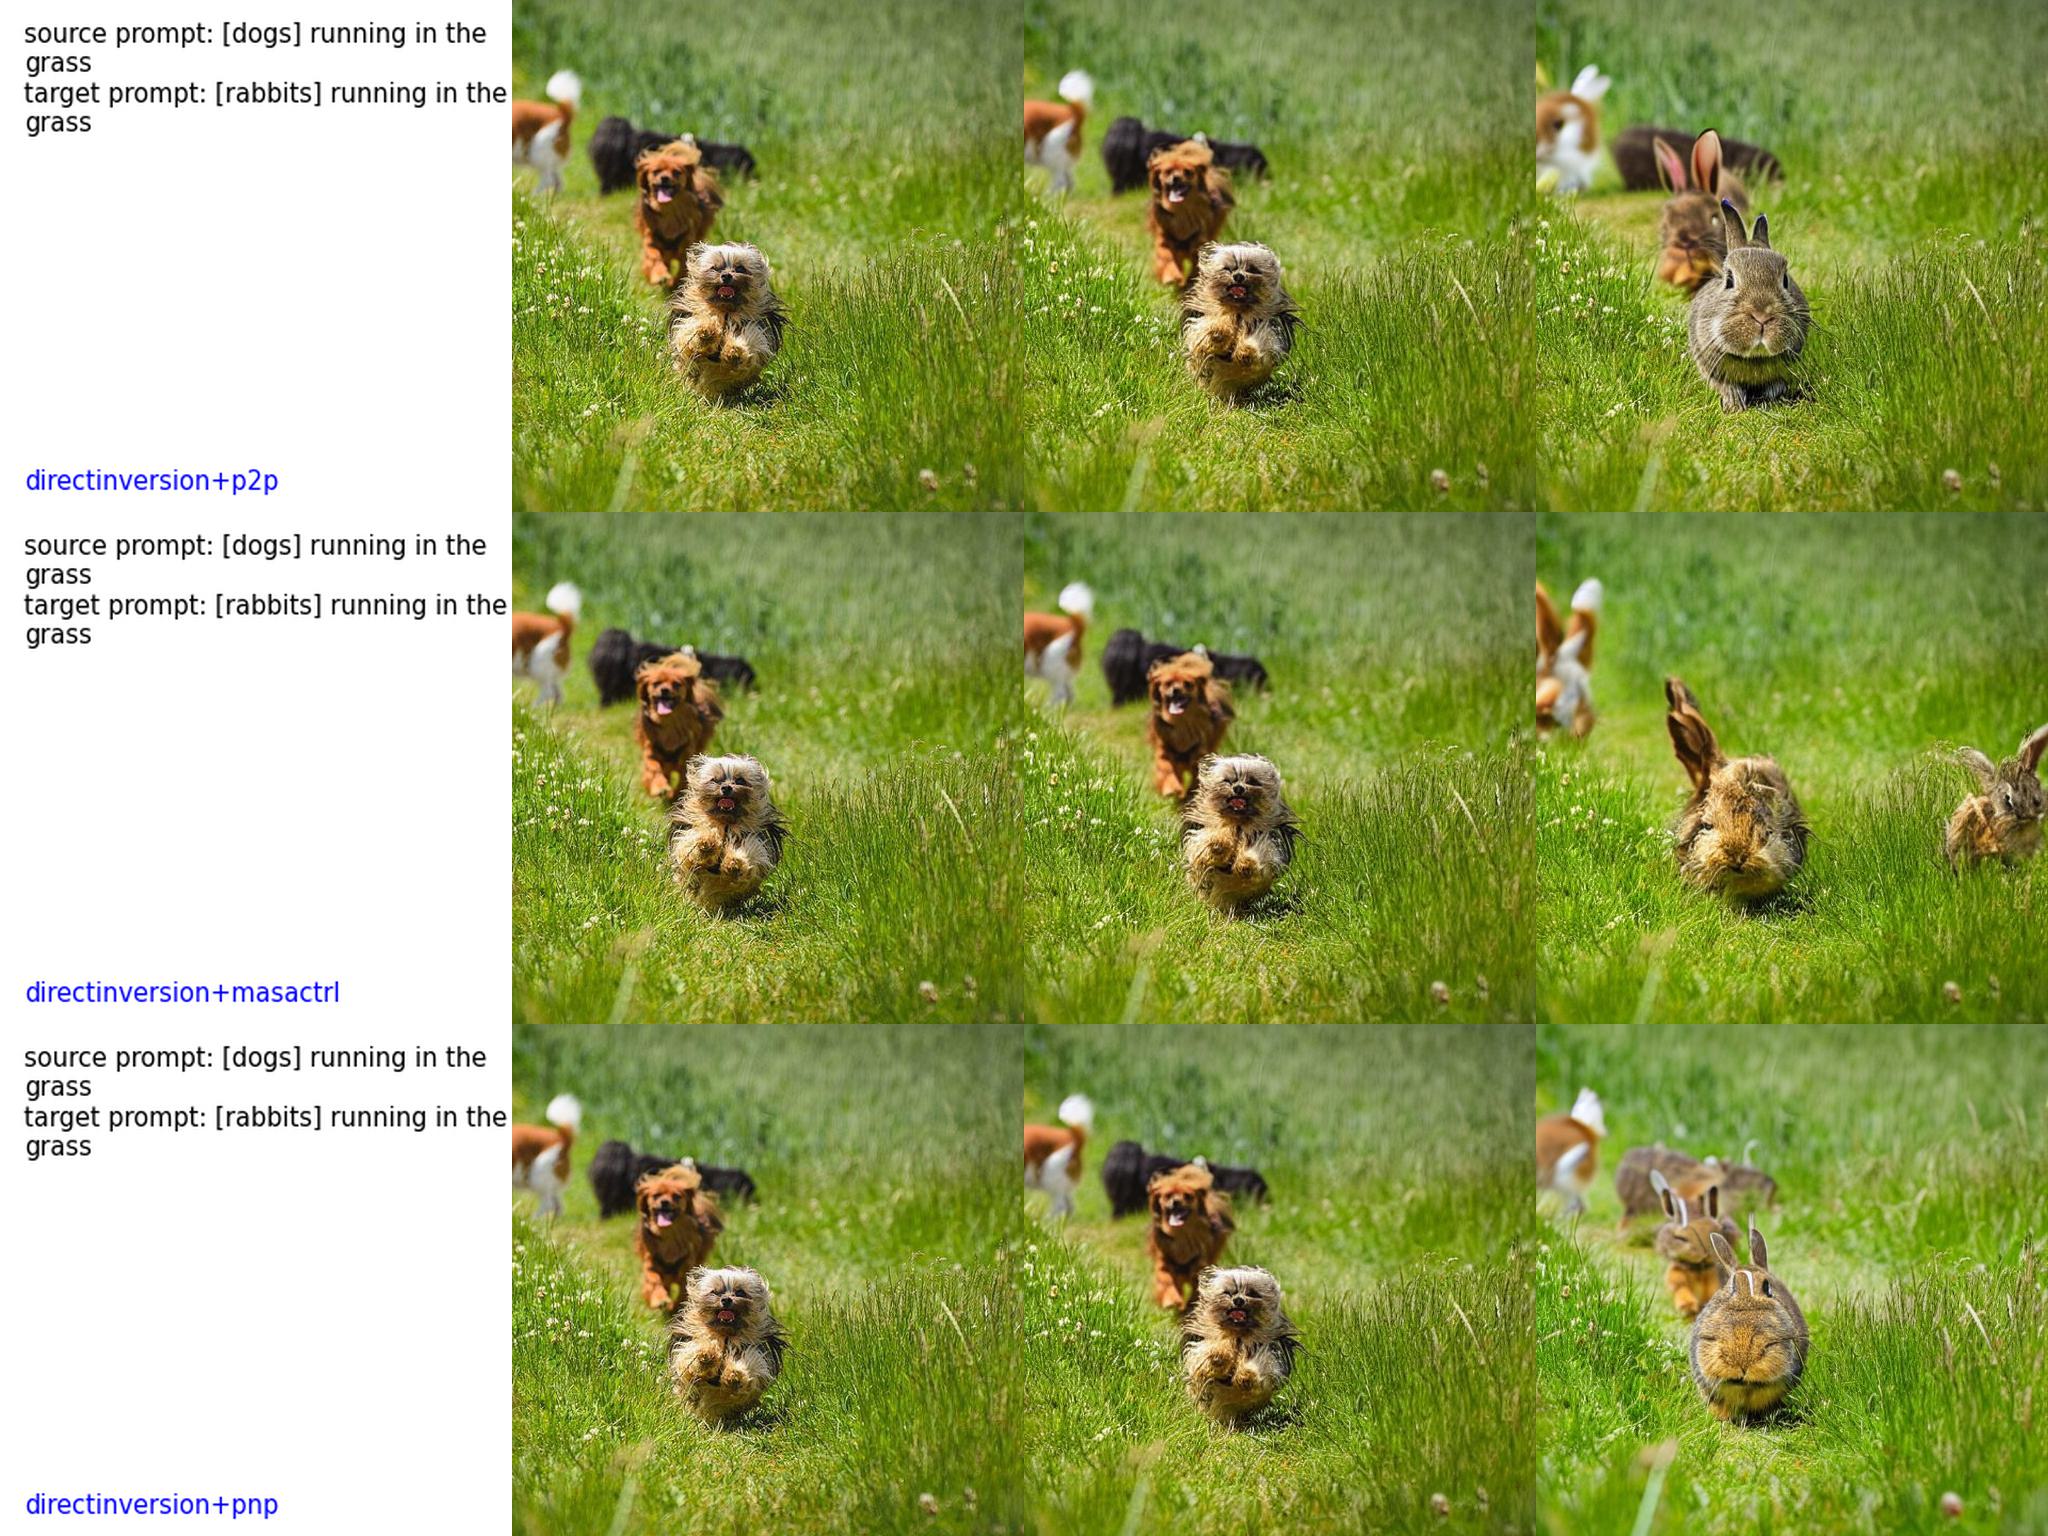 source prompt: [dogs] running in the
grass
target prompt: [rabbits] running in the
grass
directinversion+p2p
source prompt: [dogs] running in the
grass
target prompt: [rabbits] running in the
grass
directinversion+masactrl
source prompt: [dogs] running in the
grass
target prompt: [rabbits] running in the
grass
directinversion+pnp